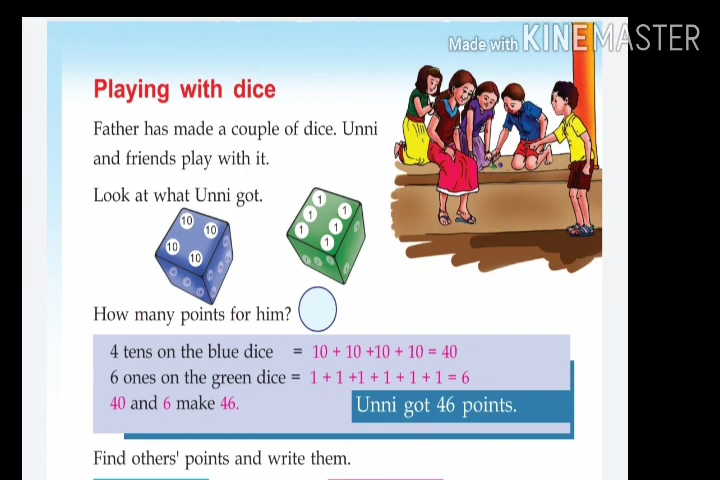 Made with KINEMASTER
Playing with dice
Father has made a couple of dice. Unni
and friends play with it.
Look at what Unni got.
10
10
10
10
1
1
1
1
1
1
How many points for him?
4 tens on the blue dice = 10 + 10 +10 + 10 = 40
6 ones on the green dice = 1 + 1 +1 + 1 + 1 + 1 = 6
40 and 6 make 46.
Unni got 46 points.
Find others' points and write them.